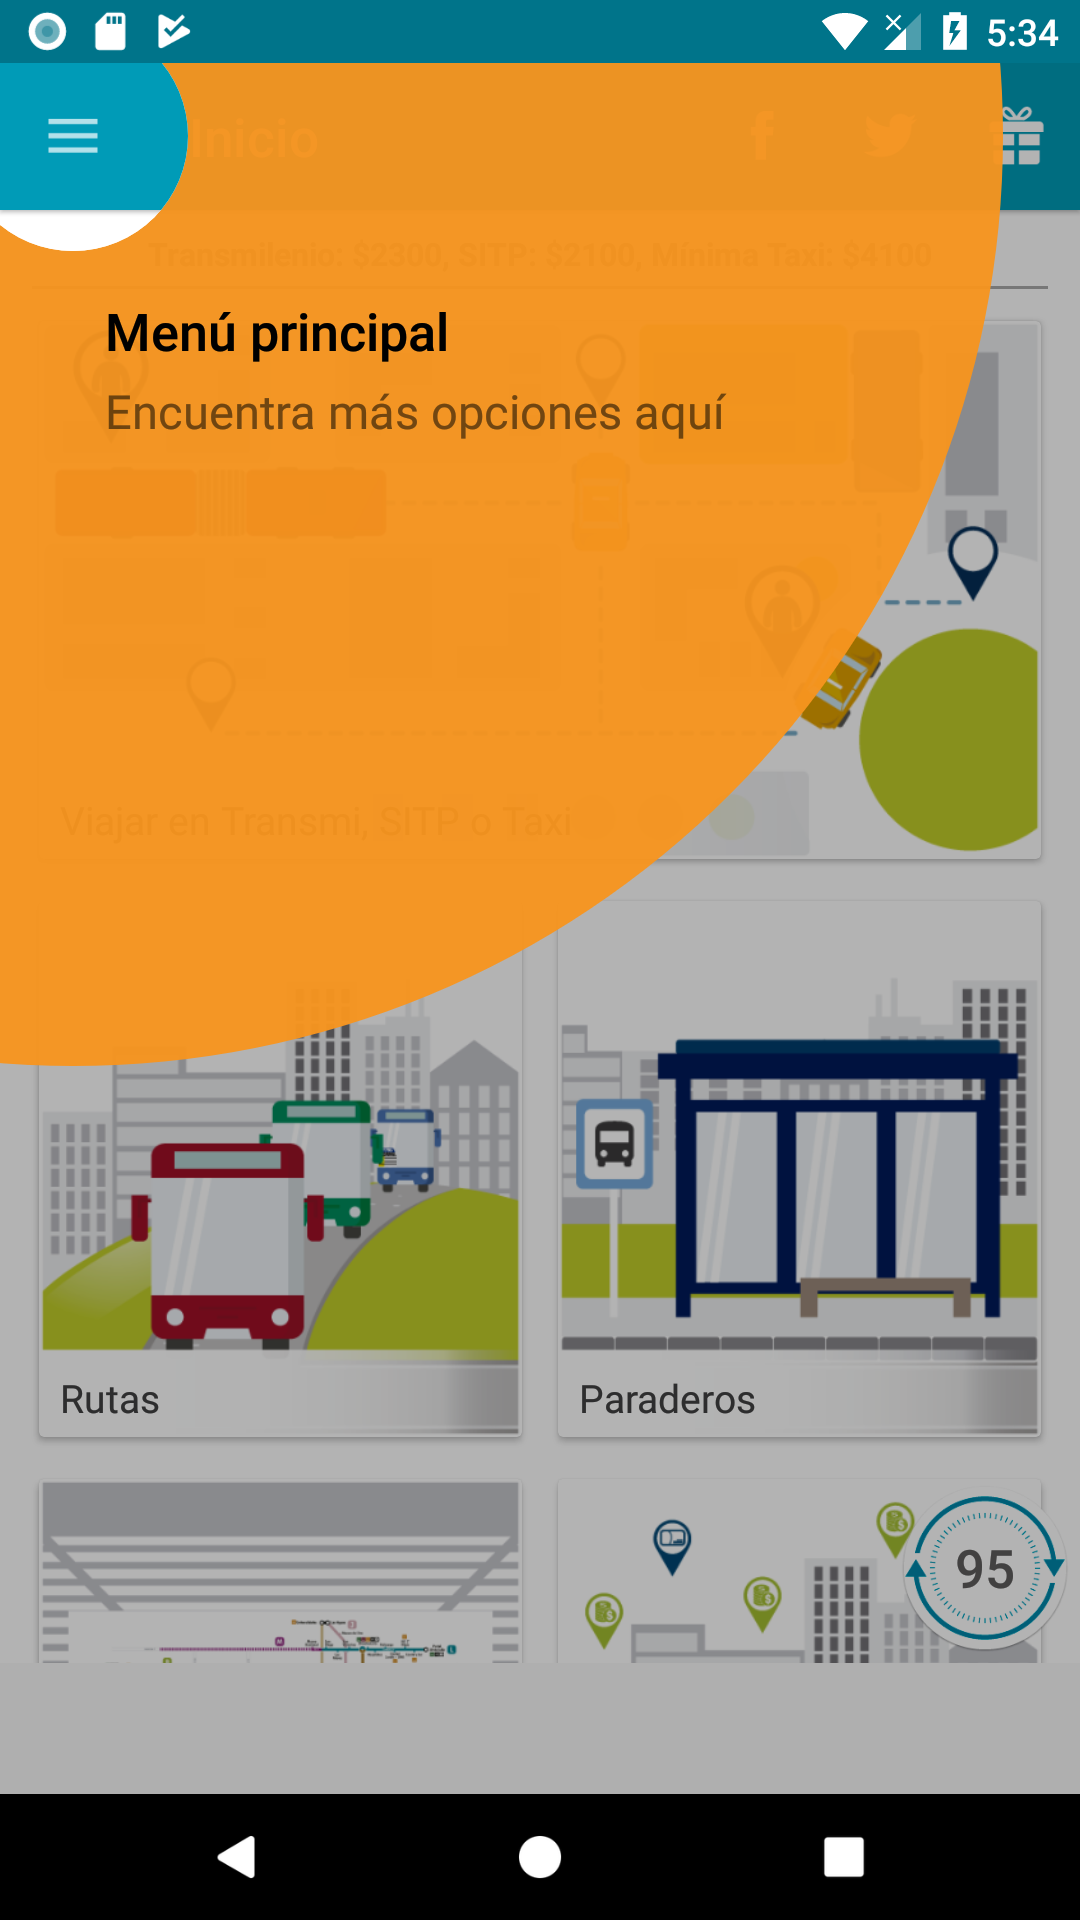 5:34
Inicio
Transmilenio: $2300, SITP: $2100, Mínima Taxi: $4100
Menú principal
Encuentra más opciones aquí
Viajar en Transmi, SITP o Taxi
Rutas
Paraderos
95